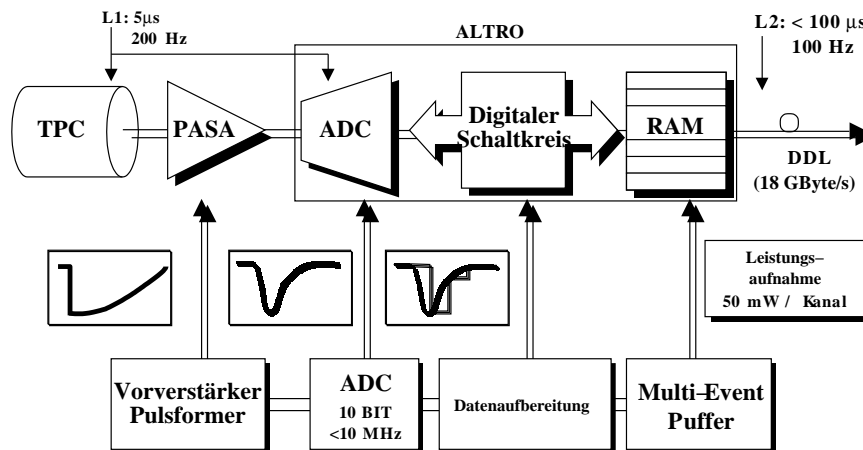 L1: 5µs
200 Hz
ALTRO
L2: < 100 µs
100 Hz
TPC
PASA
ADC
Digitaler
Schaltkreis
RAM
DDL
(18 GByte/s)
Leistungs–
aufnahme
50 mW / Kanal
Vorverstärker
Pulsformer
ADC
10 BIT
<10 MHz
Datenaufbereitung
Multi–Event
Puffer